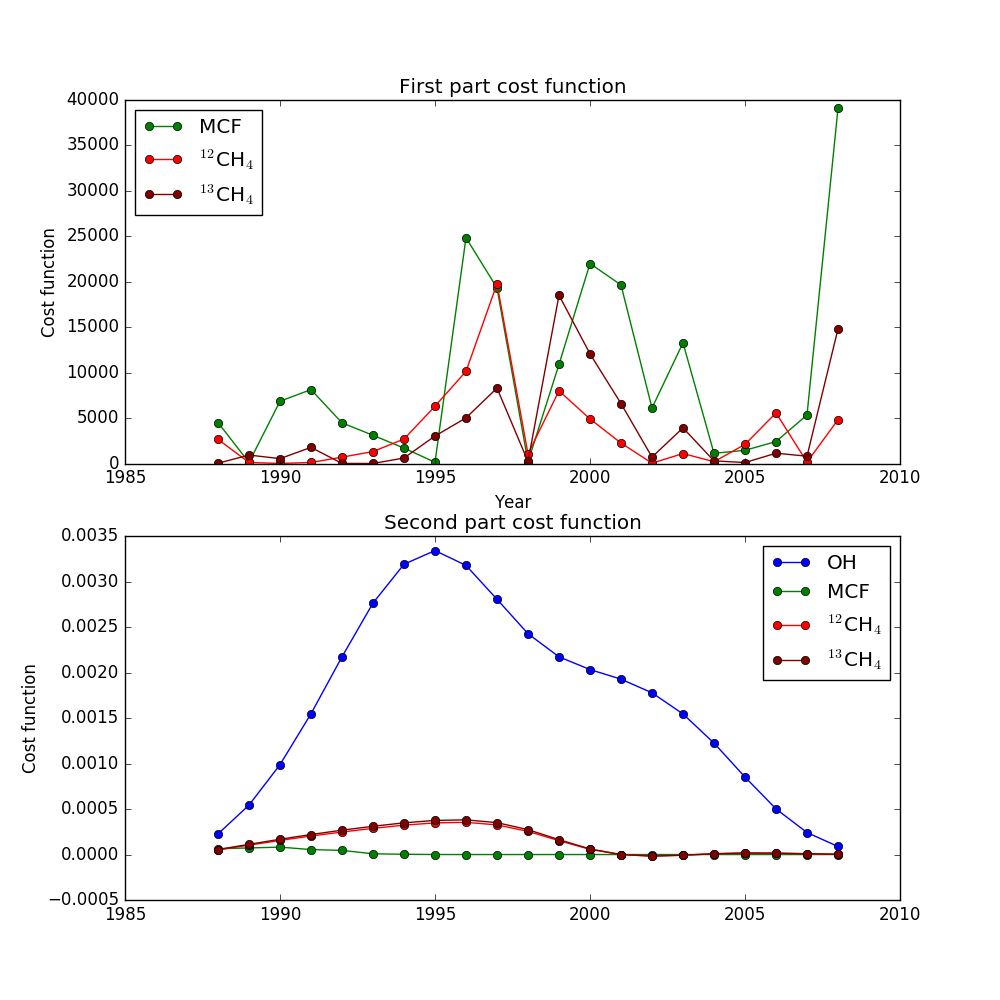 First part cost function
40000
35000
30000
25000
20000
15000
10000
5000
0
Cost function
MCF
¹²CH₄
¹³CH₄
1985 1990 1995 2000 2005 2010
Year
Second part cost function
0.0035
0.0030
0.0025
0.0020
0.0015
0.0010
0.0005
0.0000
−0.0005
Cost function
OH
MCF
¹²CH₄
¹³CH₄
1985 1990 1995 2000 2005 2010